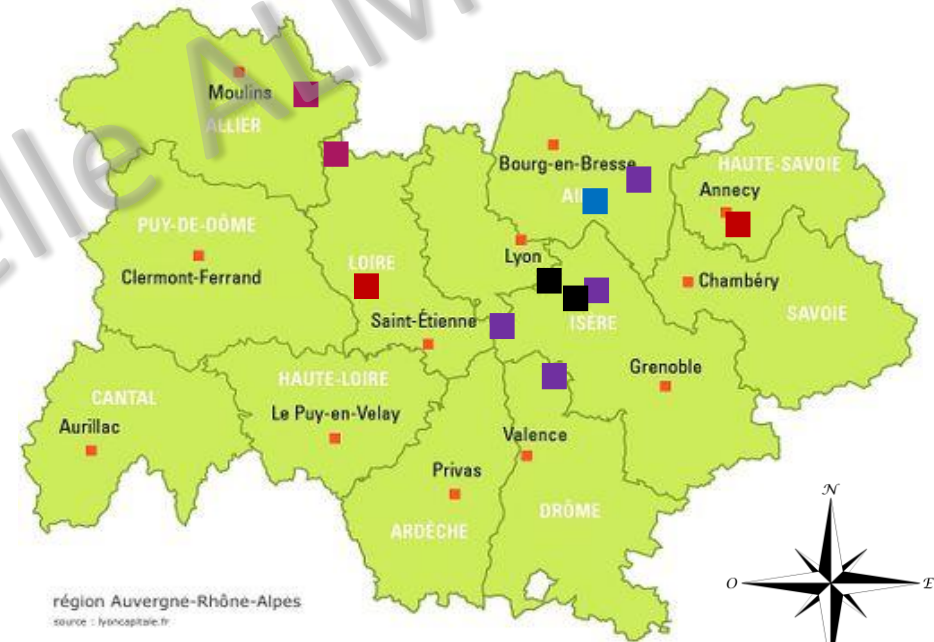 elle ALM
Moulins
ALLIER
Bourg-en-Bresse
HAUTE-SAVOIE
Annecy
PUY-DE-DÔME
Clermont-Ferrand
LOIRE
Lyon
Chambéry
SAVOIE
Saint-Étienne
ISÈRE
HAUTE-LOIRE
Grenoble
CANTAL
Aurillac
Le Puy-en-Velay
Valence
Privas
DRÔME
ARDÈCHE
N
O
E
région Auvergne-Rhône-Alpes
source : lyoncapitale.fr